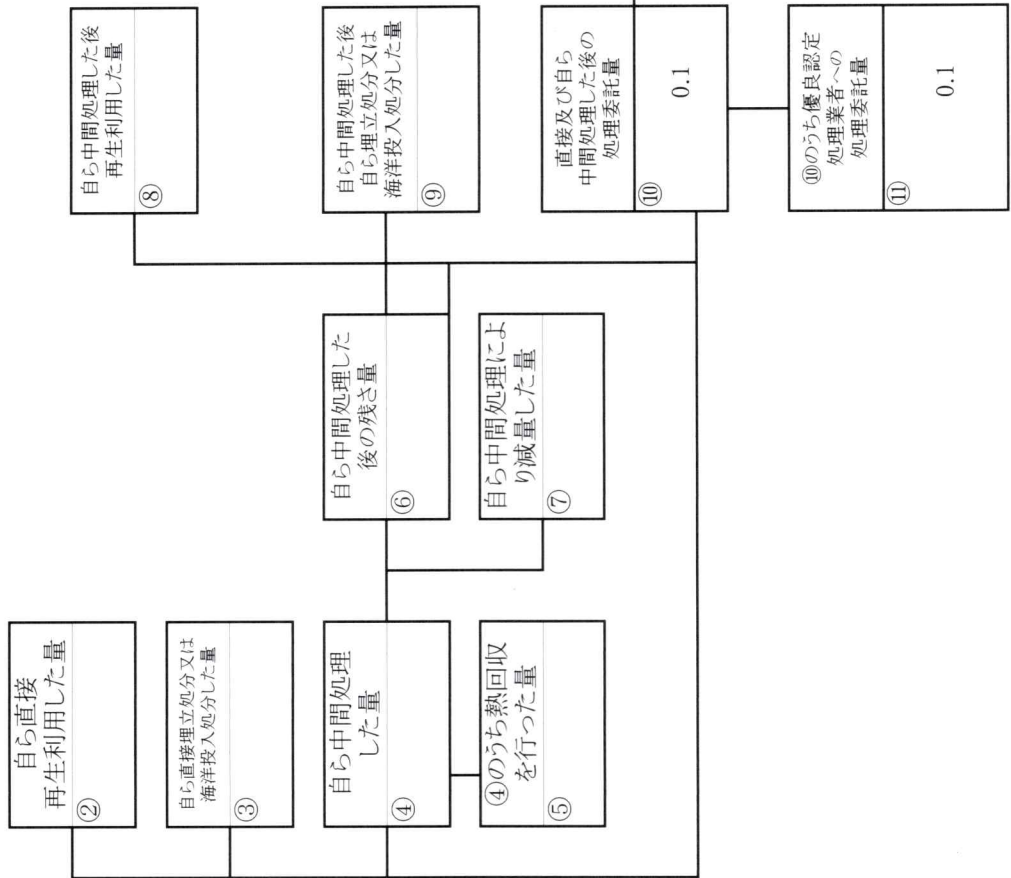 自ら直接
再生利用した量
②
自ら直接埋立処分又は
海洋投入処分した量
③
自ら中間処理
した量
④
④のうち熱回収
を行った量
⑤
自ら中間処理した
後の残さ量
⑥
自ら中間処理によ
り減量した量
⑦
自ら中間処理した後
再生利用した量
⑧
自ら中間処理した後
自ら埋立処分又は
海洋投入処分した量
⑨
直接及び自ら
中間処理した後の
処理委託量
⑩
0.1
⑩のうち優良認定
処理業者への
処理委託量
⑪
0.1